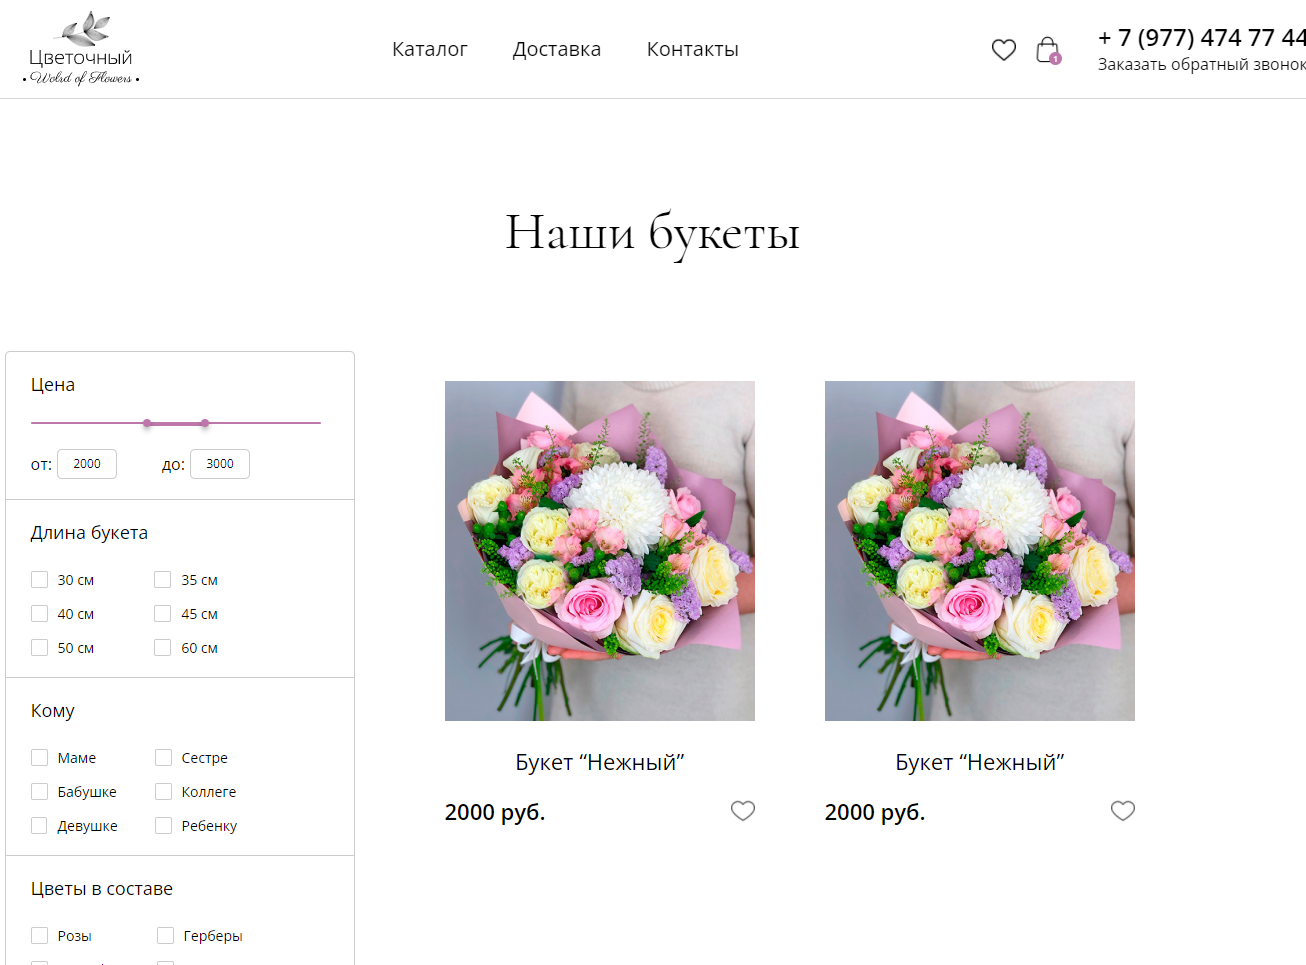 Цветочный
• Wolrd of Flowers •
Каталог
Доставка
Контакты
1
+ 7 (977) 474 77 44
Заказать обратный звонок
Наши букеты
Цена
от: 2000 до: 3000
Длина букета
30 см 35 см
40 см 45 см
50 см 60 см
Кому
Маме Сестре
Бабушке Коллеге
Девушке Ребенку
Цветы в составе
Розы Герберы
Букет “Нежный”
2000 руб.
Букет “Нежный”
2000 руб.